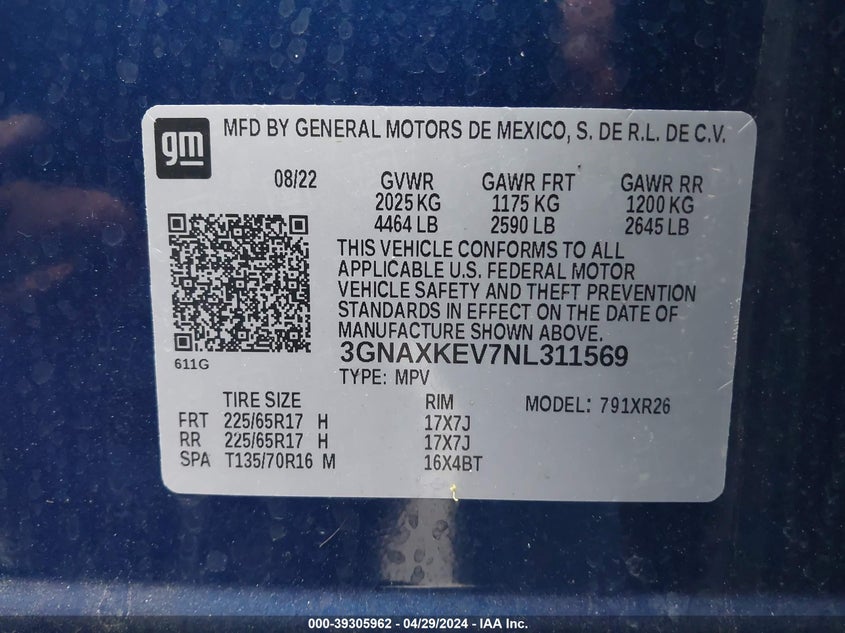 gm
MFD BY GENERAL MOTORS DE MEXICO, S. DE R.L. DE C.V.
08/22 GVWR GAWR FRT GAWR RR
2025 KG 1175 KG 1200 KG
4464 LB 2590 LB 2645 LB
THIS VEHICLE CONFORMS TO ALL
APPLICABLE U.S. FEDERAL MOTOR
VEHICLE SAFETY AND THEFT PREVENTION
STANDARDS IN EFFECT ON THE DATE OF
MANUFACTURE SHOWN ABOVE.
611G
3GNAXKEV7NL311569
TYPE: MPV
TIRE SIZE RIM MODEL: 791XR26
FRT 225/65R17 H 17X7J
RR 225/65R17 H 17X7J
SPA T135/70R16 M 16X4BT
000-39305962 - 04/29/2024 - IAA Inc.